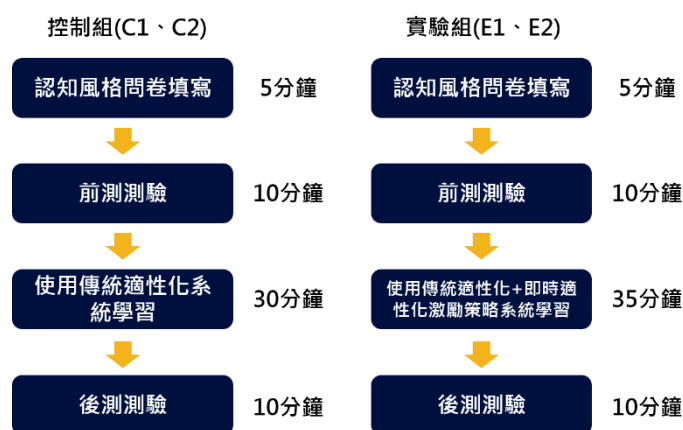 控制組(C1、C2)
實驗組(E1、E2)
認知風格問卷填寫
5分鐘
認知風格問卷填寫
5分鐘
前測測驗
10分鐘
前測測驗
10分鐘
使用傳統適性化系
統學習
30分鐘
使用傳統適性化+即時適
性化激勵策略系統學習
35分鐘
後測測驗
10分鐘
後測測驗
10分鐘